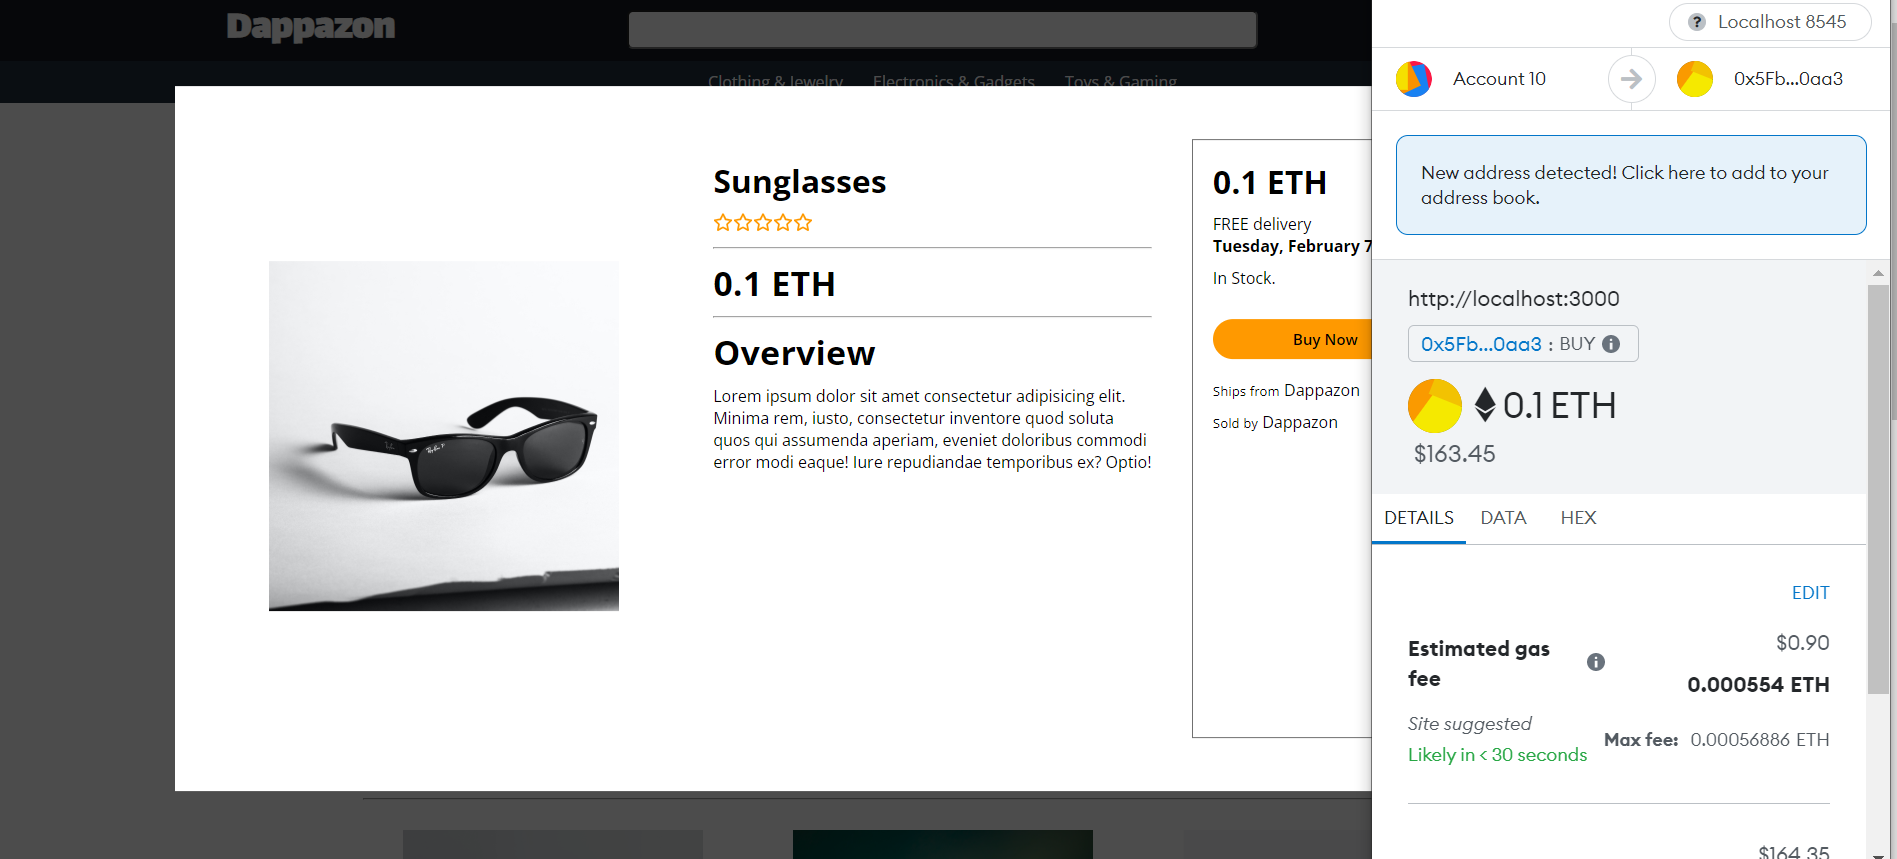 Dappazon
Clothing & Jewelry Electronics & Gadgets Toys & Gaming
Sunglasses
0.1 ETH
Overview
Lorem ipsum dolor sit amet consectetur adipisicing elit.
Minima rem, iusto, consectetur inventore quod soluta
quos qui assumenda aperiam, eveniet doloribus commodi
error modi eaque! Iure repudiandae temporibus ex? Optio!
0.1 ETH
FREE delivery
Tuesday, February 7
In Stock.
Buy Now
Ships from Dappazon
Sold by Dappazon
? Localhost 8545
Account 10
0x5Fb...0aa3
New address detected! Click here to add to your
address book.
http://localhost:3000
0x5Fb...0aa3 : BUY
0.1 ETH
$163.45
DETAILS DATA HEX
EDIT
Estimated gas
fee
$0.90
0.000554 ETH
Site suggested
Likely in < 30 seconds
Max fee: 0.00056886 ETH
$164.35